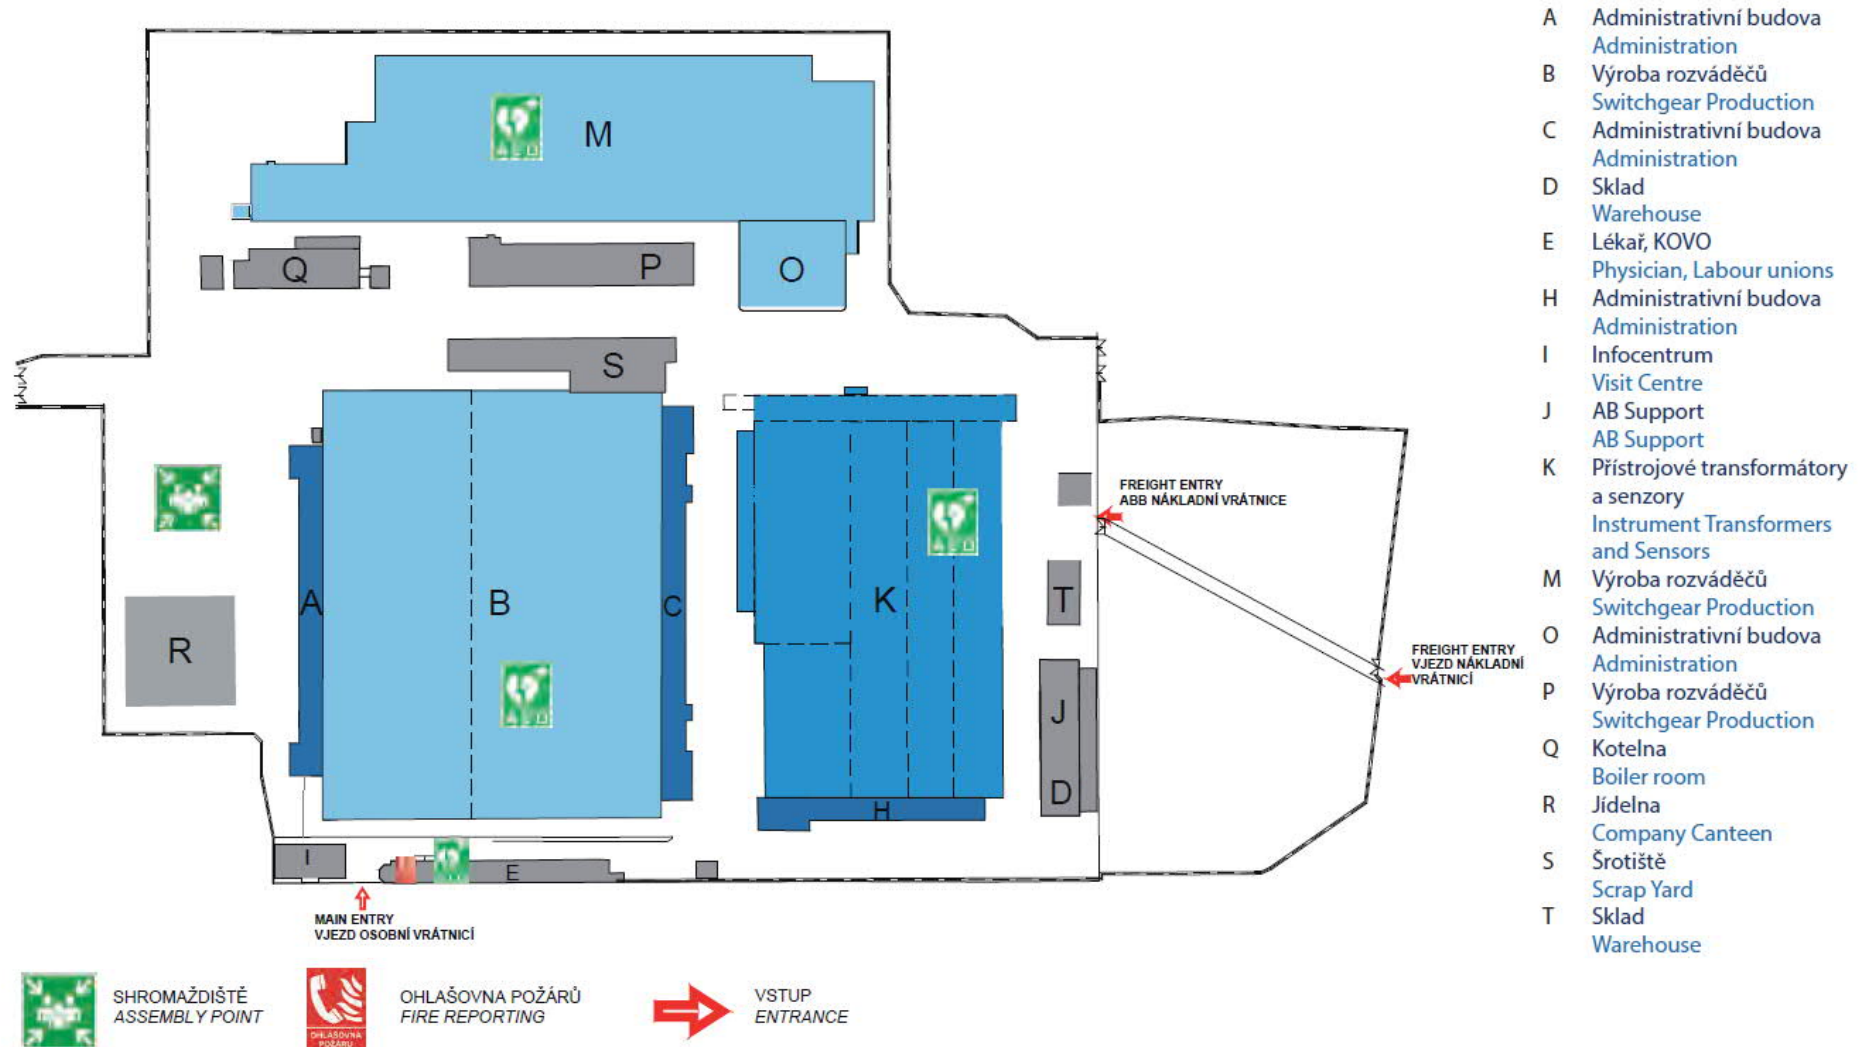 M
Q
P
O
S
A
B
C
K
R
T
J
D
H
I
E
FREIGHT ENTRY
ABB NÁKLADNÍ VRÁTNICE
FREIGHT ENTRY
VJEZD NÁKLADNÍ
VRÁTNICÍ
MAIN ENTRY
VJEZD OSOBNÍ VRÁTNICÍ
SHROMAŽDIŠTĚ
ASSEMBLY POINT
OHLAŠOVNA
POŽÁRU
OHLAŠOVNA POŽÁRŮ
FIRE REPORTING
VSTUP
ENTRANCE
A Administrativní budova
Administration
B Výroba rozváděčů
Switchgear Production
C Administrativní budova
Administration
D Sklad
Warehouse
E Lékař, KOVO
Physician, Labour unions
H Administrativní budova
Administration
I Infocentrum
Visit Centre
J AB Support
AB Support
K Přístrojové transformátory
a senzory
Instrument Transformers
and Sensors
M Výroba rozváděčů
Switchgear Production
O Administrativní budova
Administration
P Výroba rozváděčů
Switchgear Production
Q Kotelna
Boiler room
R Jídelna
Company Canteen
S Šrotiště
Scrap Yard
T Sklad
Warehouse